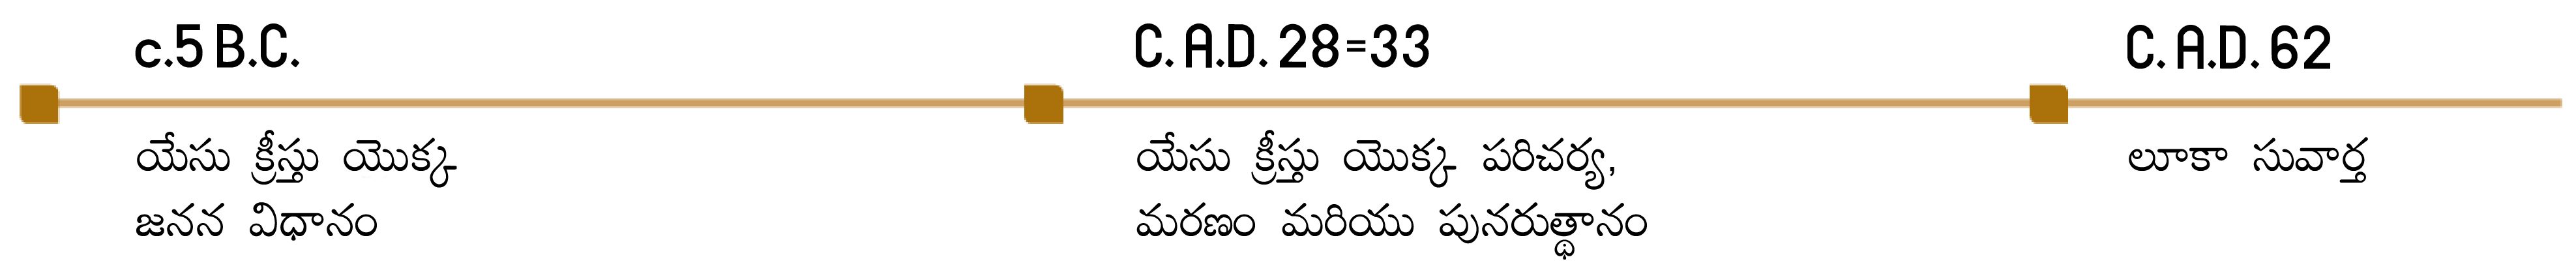 c.5 B.C.
C. A.D. 28=33
C. A.D. 62
యేసు క్రీస్తు యొక్క
జనన విధానం
యేసు క్రీస్తు యొక్క పరిచర్య,
మరణం మరియు పునరుత్థానం
లూకా సువార్త